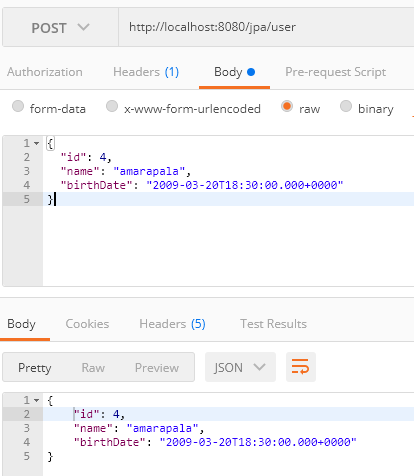 POST http://localhost:8080/jpa/user
Authorization Headers (1) Body Pre-request Script
form-data x-www-form-urlencoded raw binary
1 {
2 "id": 4,
3 "name": "amarapala",
4 "birthDate": "2009-03-20T18:30:00.000+0000"
5 }
Body Cookies Headers (5) Test Results
Pretty Raw Preview JSON
1 {
2 "id": 4,
3 "name": "amarapala",
4 "birthDate": "2009-03-20T18:30:00.000+0000"
5 }